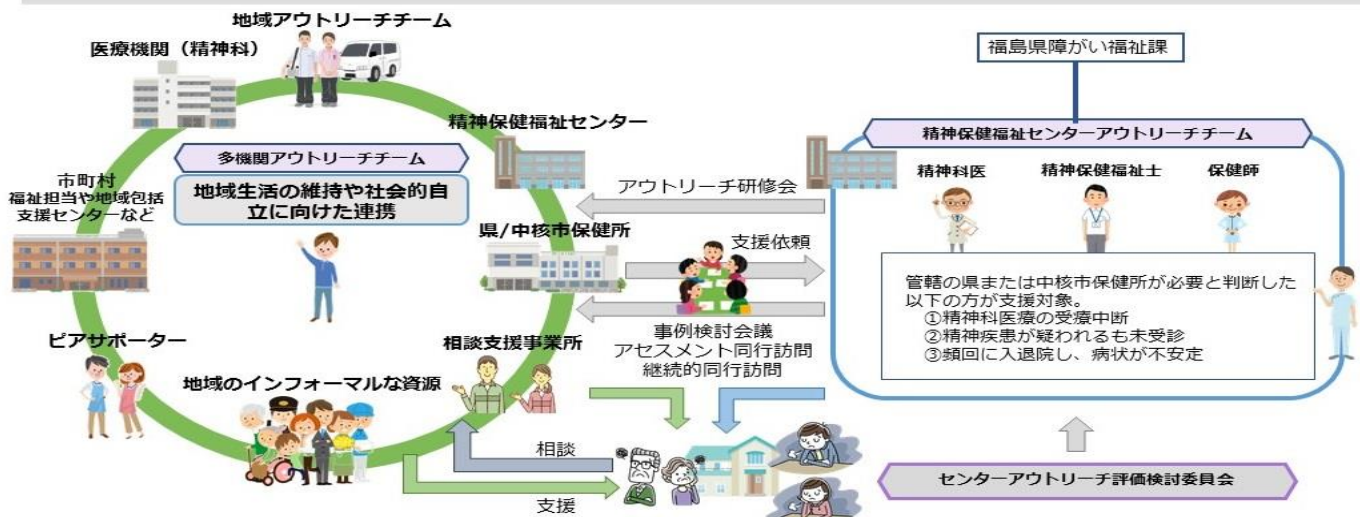 地域アウトリーチチーム
医療機関（精神科）
精神保健福祉センター
多機関アウトリーチチーム
地域生活の維持や社会的自
立に向けた連携
市町村
福祉担当や地域包括
支援センターなど
県/中核市保健所
ピアサポーター
相談支援事業所
地域のインフォーマルな資源
アウトリーチ研修会
支援依頼
事例検討会議
アセスメント同行訪問
継続的同行訪問
相談
支援
福島県障がい福祉課
精神保健福祉センターアウトリーチチーム
精神科医
精神保健福祉士
保健師
管轄の県または中核市保健所が必要と判断した
以下の方が支援対象。
①精神科医療の受療中断
②精神疾患が疑われるも未受診
③頻回に入退院し、病状が不安定
センターアウトリーチ評価検討委員会